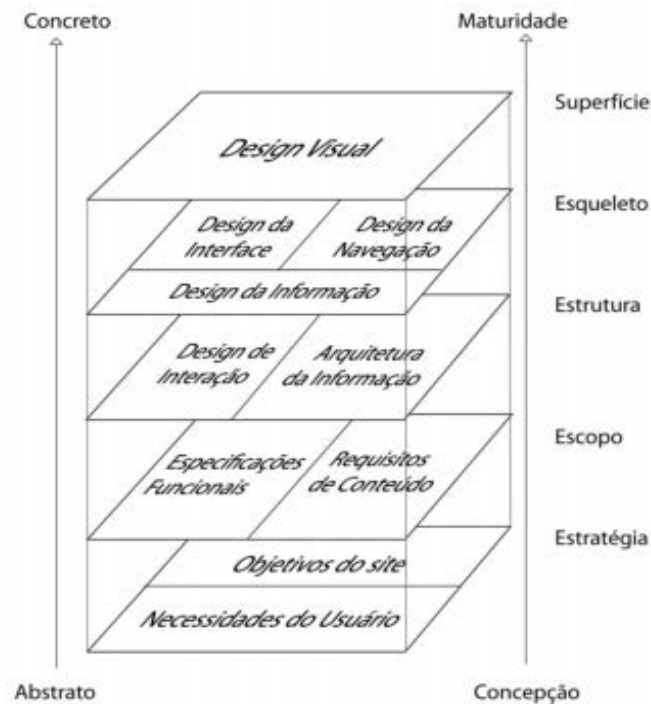 Concreto
Maturidade
Superfície
Design Visual
Esqueleto
Design da
Interface
Design da
Navegação
Design da Informação
Estrutura
Design de
Interação
Arquitetura
da Informação
Escopo
Especificações
Funcionais
Requisitos
de Conteúdo
Estratégia
Objetivos do site
Necessidades do Usuário
Abstrato
Concepção